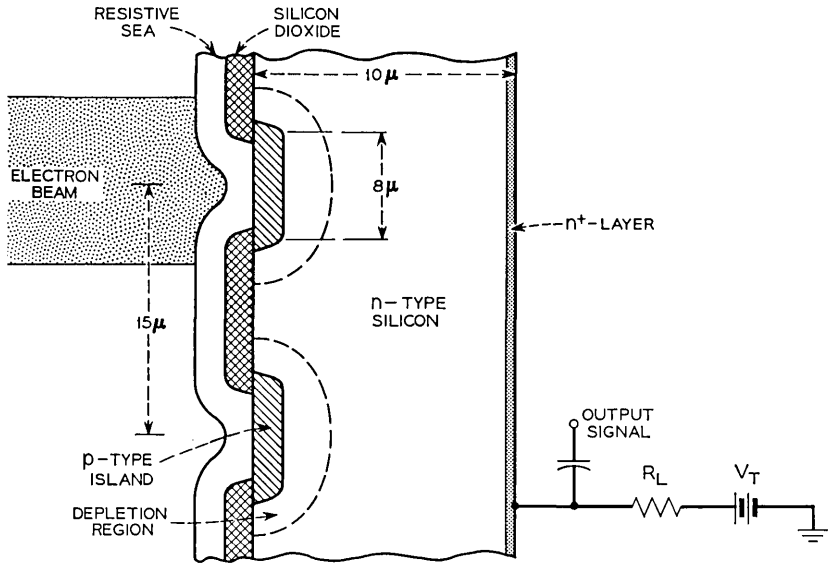 RESISTIVE
SEA
SILICON
DIOXIDE
10μ
ELECTRON
BEAM
8μ
n+-LAYER
15μ
n-TYPE
SILICON
OUTPUT
SIGNAL
p-TYPE
ISLAND
RL
VT
DEPLETION
REGION